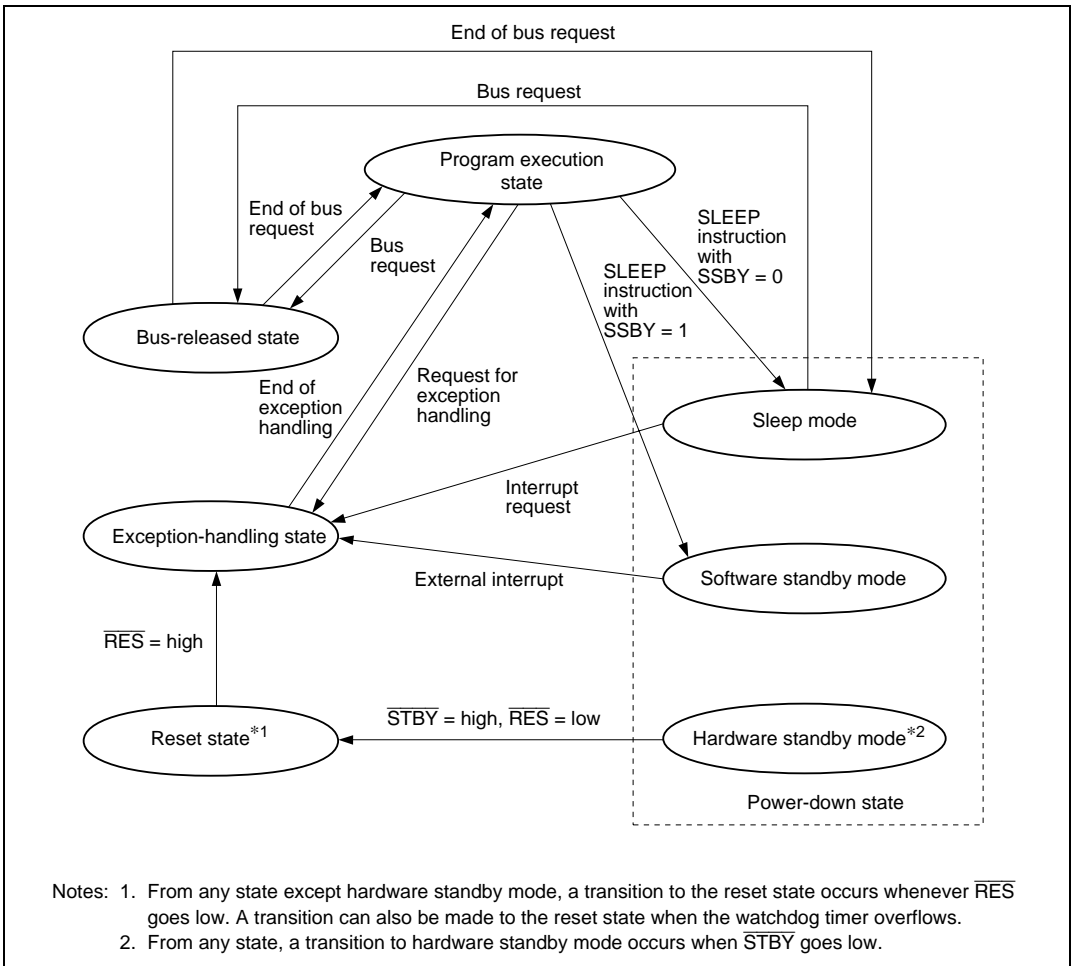 End of bus request
Bus request
Program execution
state
End of bus
request
Bus
request
SLEEP
instruction
with
SSBY = 0
SLEEP
instruction
with
SSBY = 1
Bus-released state
End of
exception
handling
Request for
exception
handling
Sleep mode
Interrupt
request
Exception-handling state
External interrupt
Software standby mode
R̅E̅S̅ = high
S̅T̅B̅Y̅ = high, R̅E̅S̅ = low
Reset state*1
Hardware standby mode*2
Power-down state
Notes: 1. From any state except hardware standby mode, a transition to the reset state occurs whenever R̅E̅S̅
goes low. A transition can also be made to the reset state when the watchdog timer overflows.
2. From any state, a transition to hardware standby mode occurs when S̅T̅B̅Y̅ goes low.